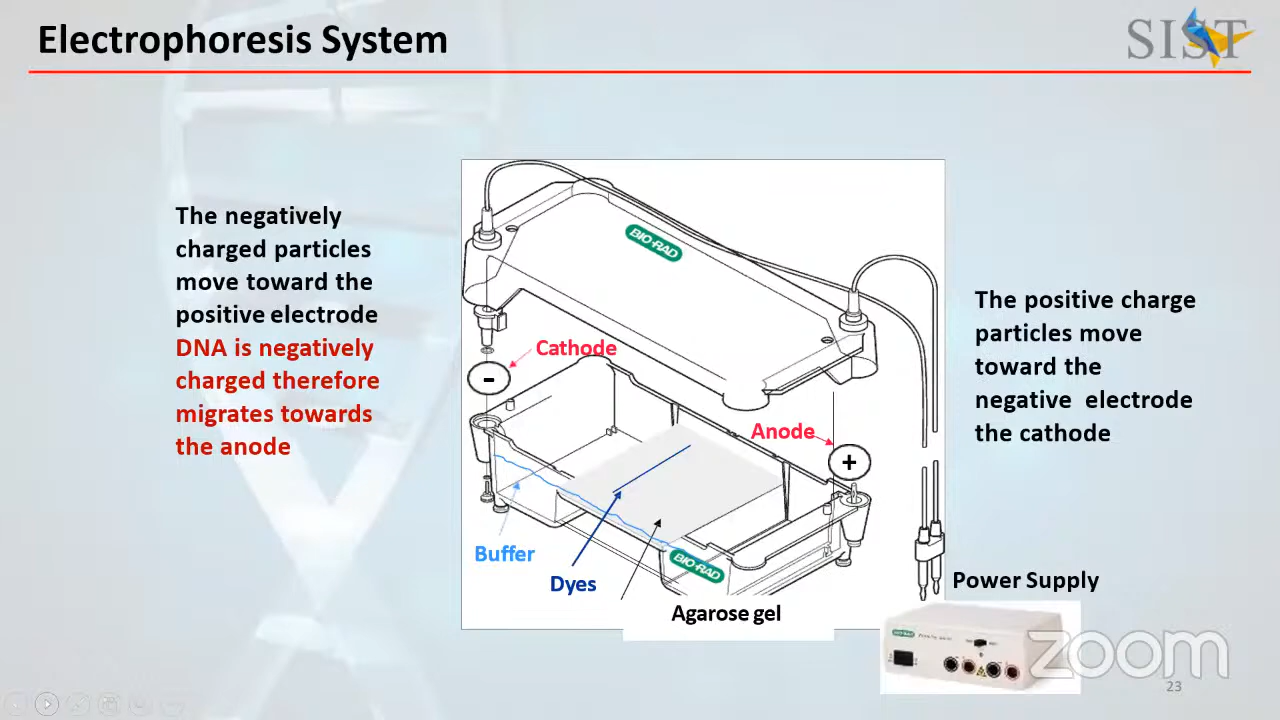 Electrophoresis System
SIST
The negatively
charged particles
move toward the
positive electrode
DNA is negatively
charged therefore
migrates towards
the anode
BIO-RAD
Cathode
-
Anode
+
Buffer
Dyes
BIO-RAD
Agarose gel
The positive charge
particles move
toward the
negative electrode
the cathode
Power Supply
BIO-RAD
zoom
23